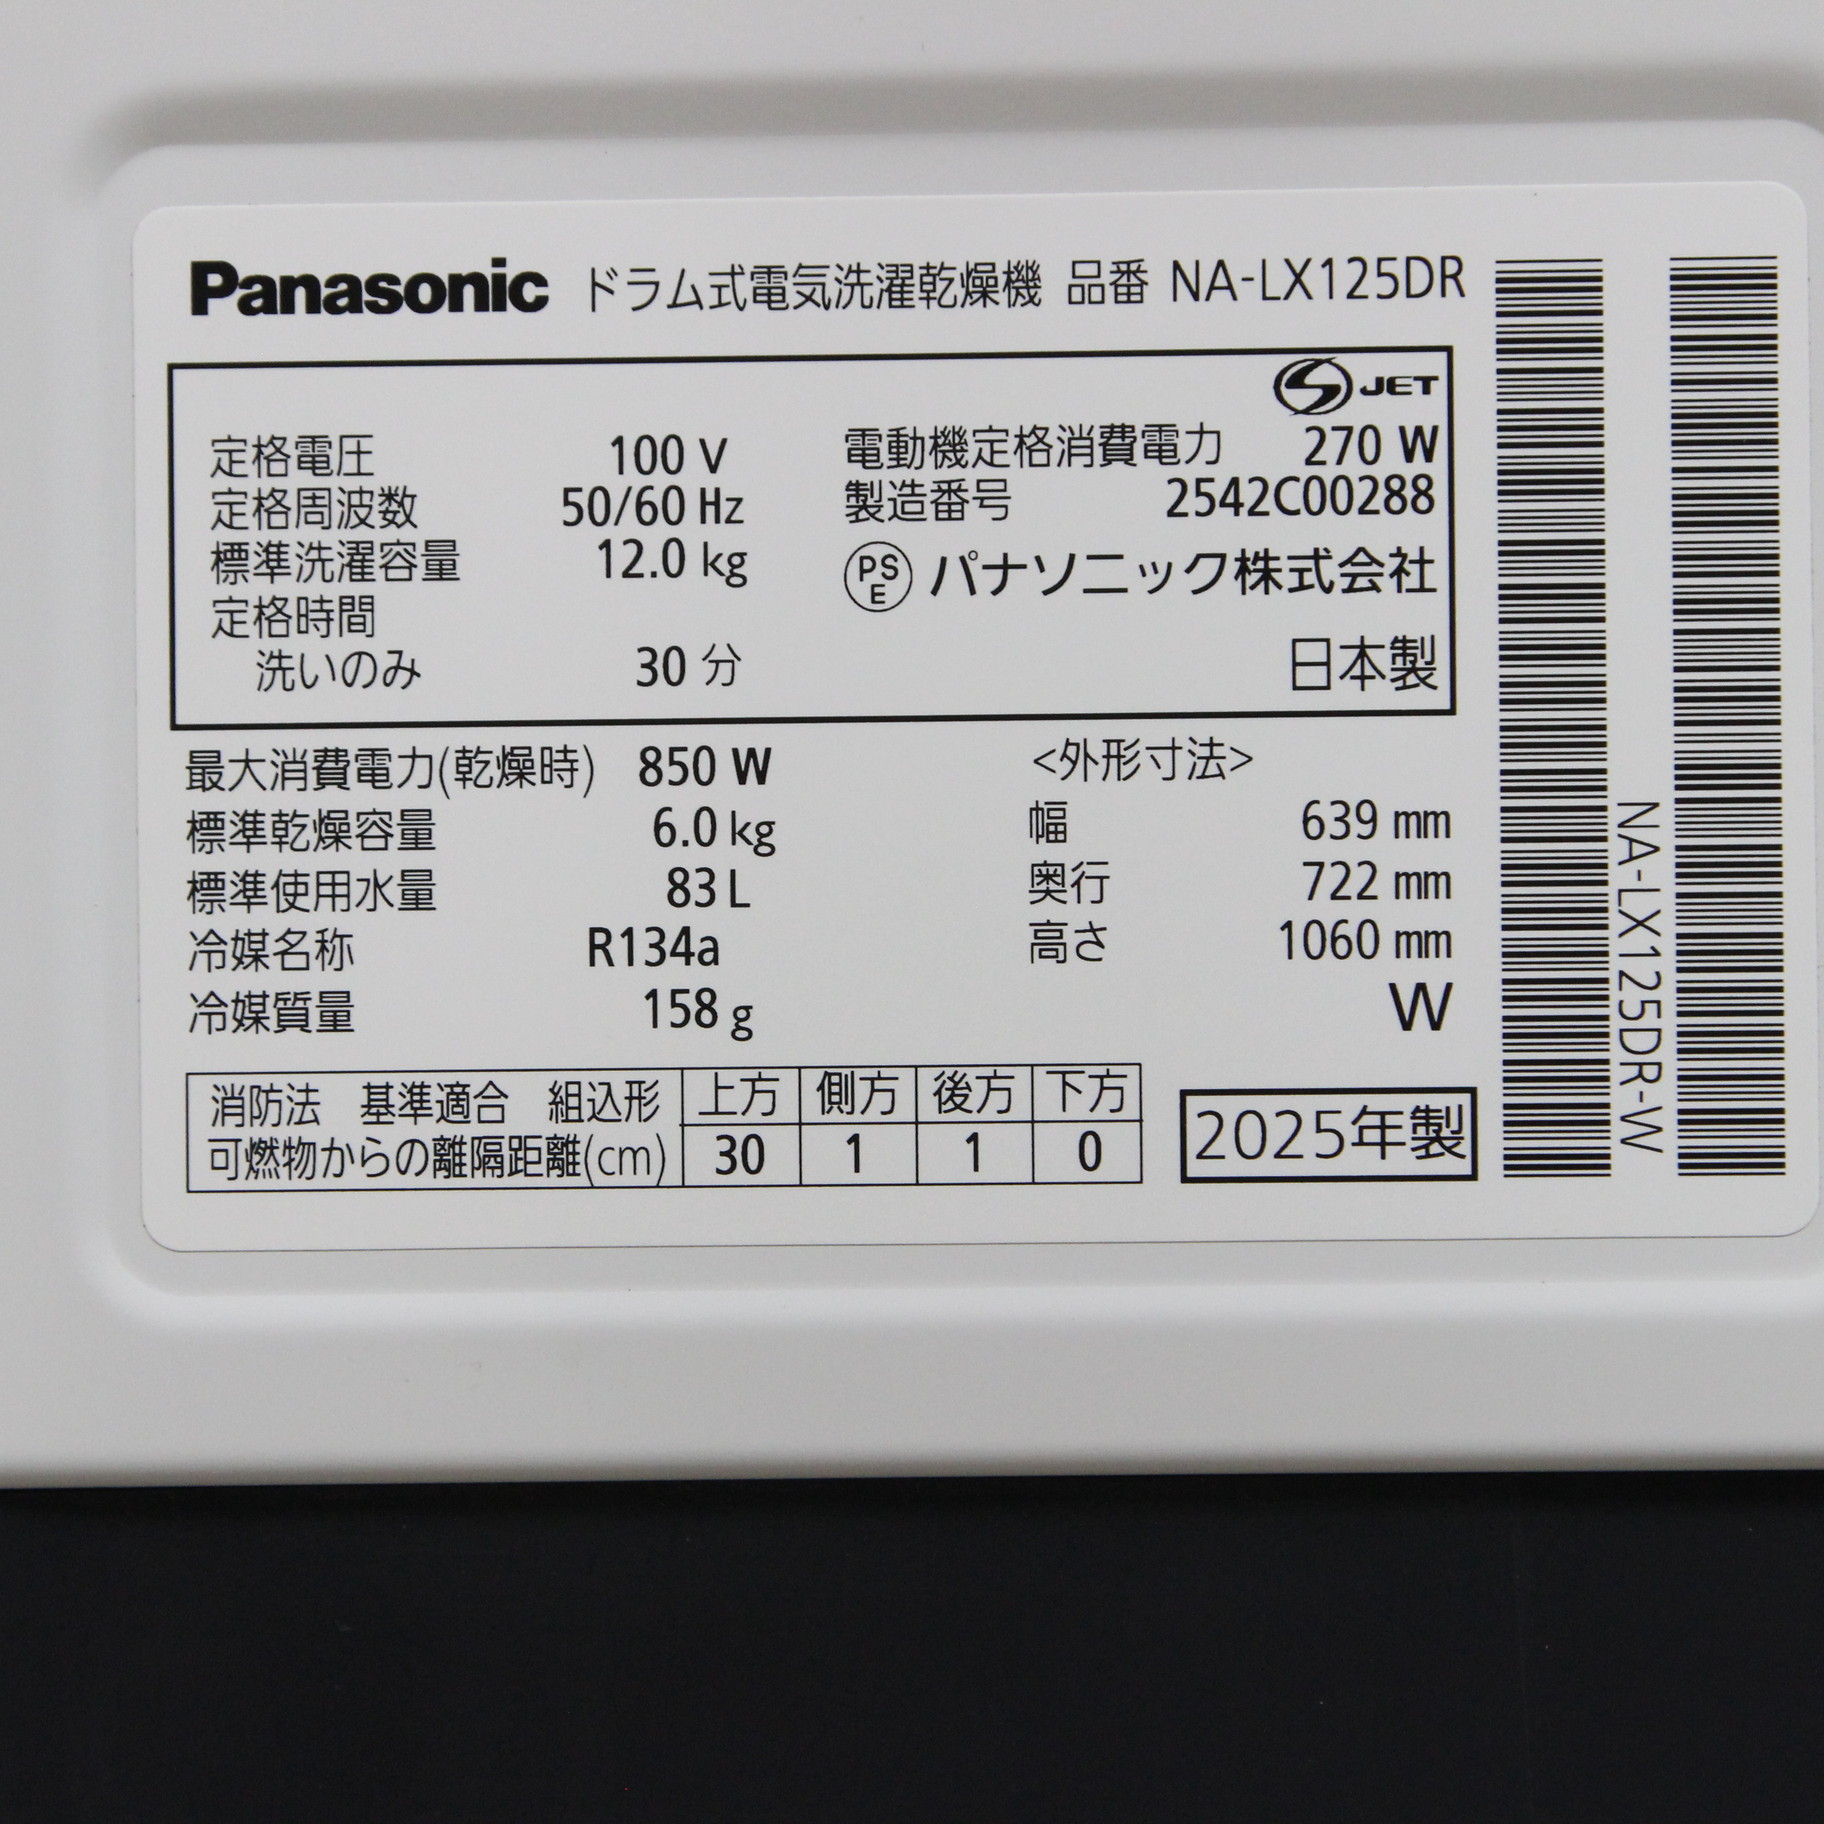 Panasonic ドラム式電気洗濯乾燥機 品番 NA-LX125DR
S JET
定格電圧 100 V
定格周波数 50/60 Hz
標準洗濯容量 12.0 kg
定格時間
洗いのみ 30 分
電動機定格消費電力 270 W
製造番号 2542C00288
PS E パナソニック株式会社
日本製
最大消費電力(乾燥時) 850 W
標準乾燥容量 6.0 kg
標準使用水量 83 L
冷媒名称 R134a
冷媒質量 158 g
<外形寸法>
幅 639 mm
奥行 722 mm
高さ 1060 mm
W
消防法 基準適合 組込形 上方 側方 後方 下方
可燃物からの離隔距離(cm) 30 1 1 0
2025年製
NA-LX125DR-W